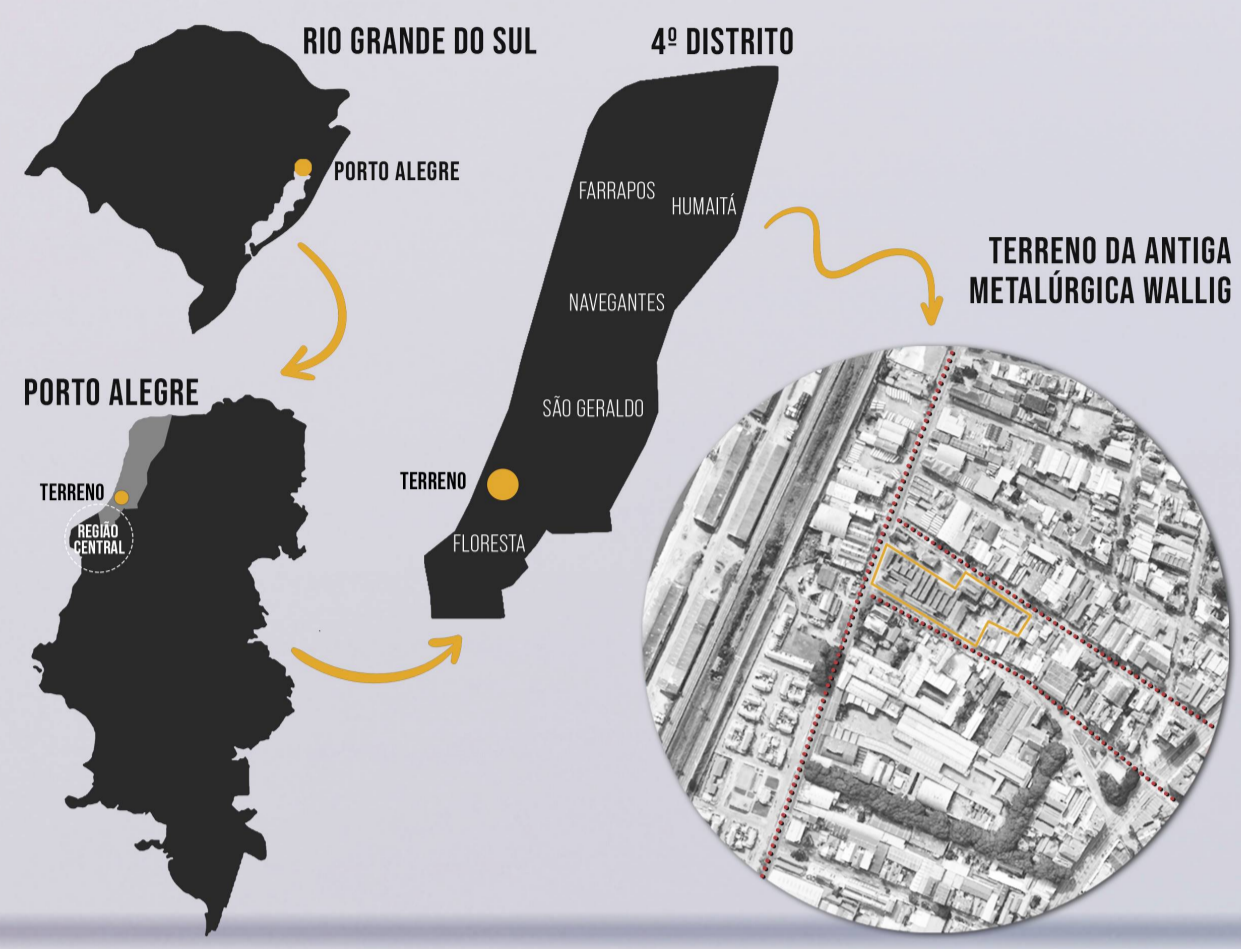 RIO GRANDE DO SUL
PORTO ALEGRE
4º DISTRITO
FARRAPOS
HUMAITÁ
NAVEGANTES
SÃO GERALDO
TERRENO
FLORESTA
TERRENO DA ANTIGA
METALÚRGICA WALLIG
PORTO ALEGRE
TERRENO
REGIÃO
CENTRAL